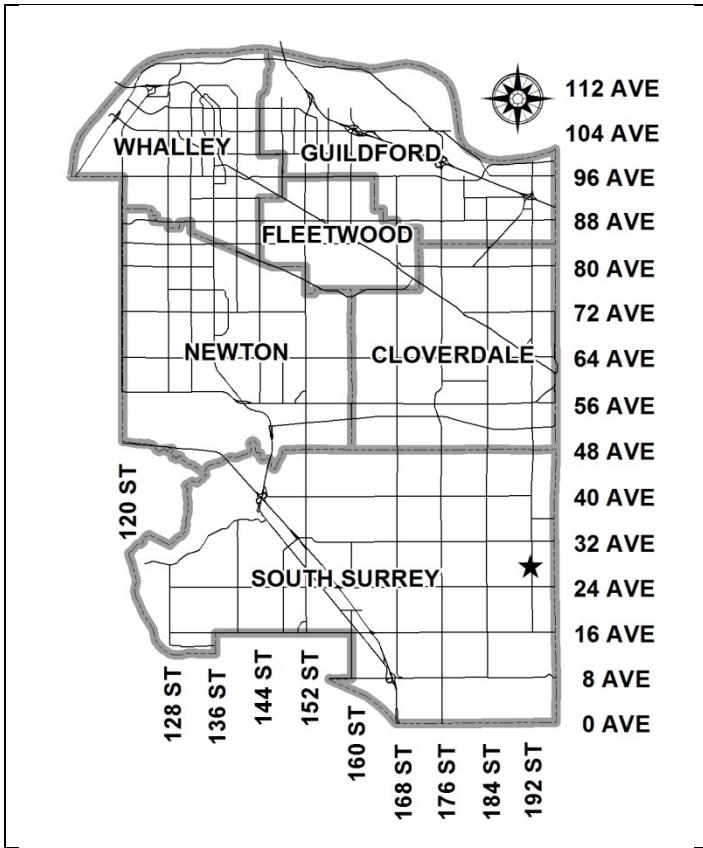 112 AVE
104 AVE
WHALLEY
GUILDFORD
96 AVE
88 AVE
FLEETWOOD
80 AVE
72 AVE
NEWTON
CLOVERDALE
64 AVE
56 AVE
48 AVE
120 ST
40 AVE
32 AVE
SOUTH SURREY
24 AVE
16 AVE
128 ST
136 ST
144 ST
152 ST
160 ST
8 AVE
0 AVE
168 ST
176 ST
184 ST
192 ST